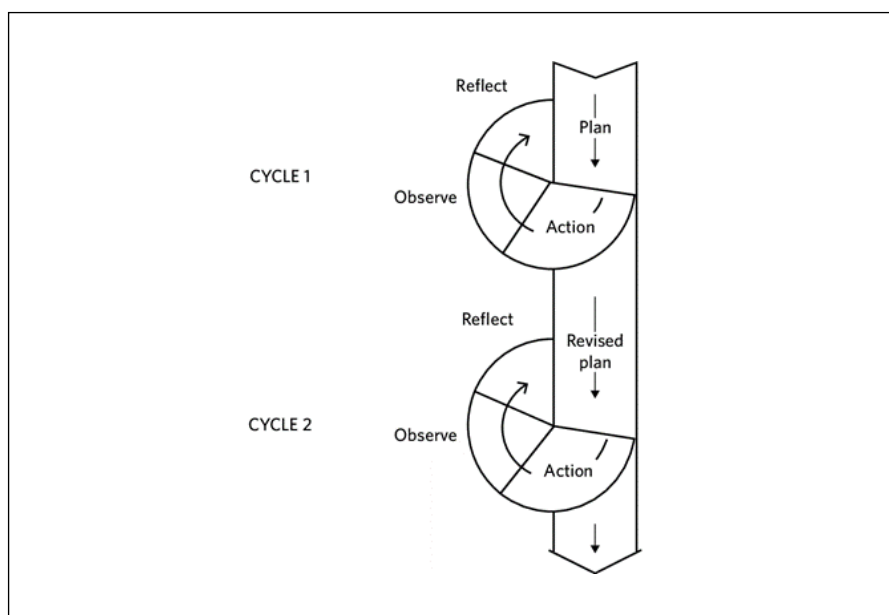 Reflect
Plan
CYCLE 1
Observe
Action
Reflect
Revised
plan
CYCLE 2
Observe
Action